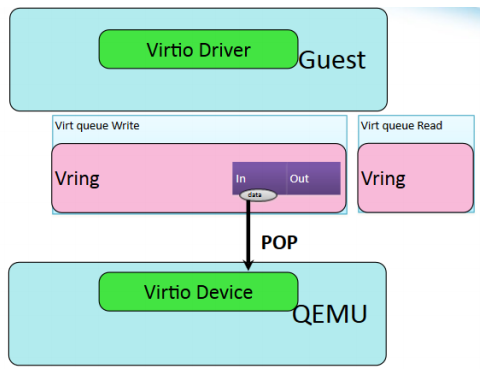 Virtio Driver
Guest
Virt queue Write
Virt queue Read
Vring
In
Out
Vring
data
POP
Virtio Device
QEMU